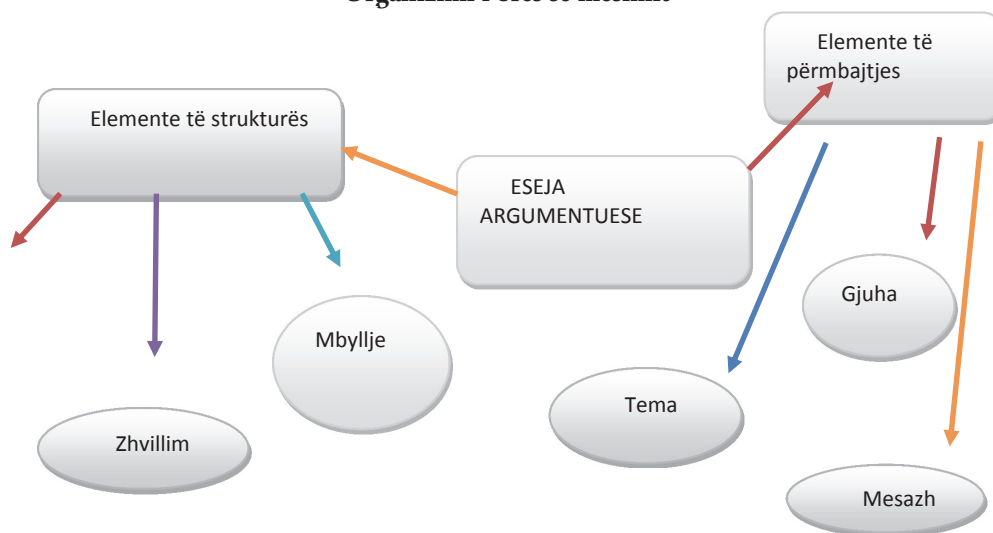 Elemente të
përmbajtjes
Elemente të strukturës
ESEJA
ARGUMENTUESE
Gjuha
Mbyllje
Tema
Zhvillim
Mesazh